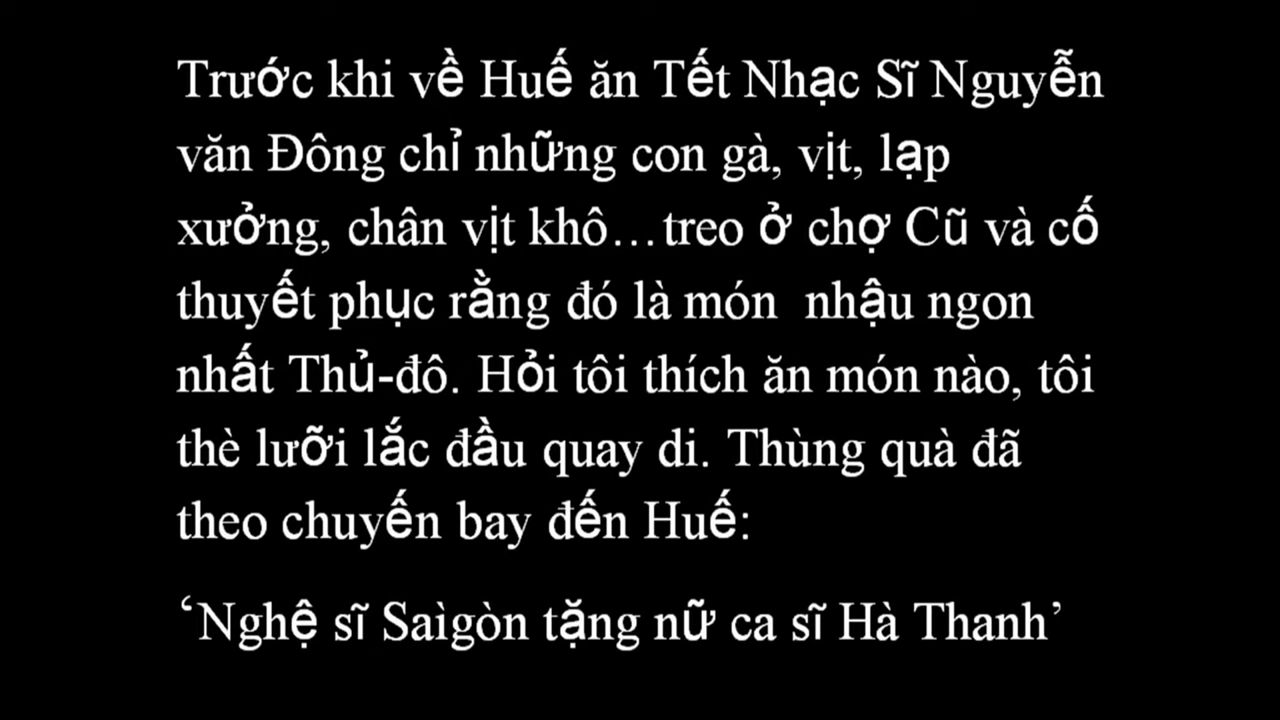 Trước khi về Huế ăn Tết Nhạc Sĩ Nguyễn
văn Đông chỉ những con gà, vịt, lạp
xưởng, chân vịt khô…treo ở chợ Cũ và cố
thuyết phục rằng đó là món  nhậu ngon
nhất Thủ-đô. Hỏi tôi thích ăn món nào, tôi
thè lưỡi lắc đầu quay di. Thùng quà đã
theo chuyến bay đến Huế:
‘Nghệ sĩ Saìgòn tặng nữ ca sĩ Hà Thanh’